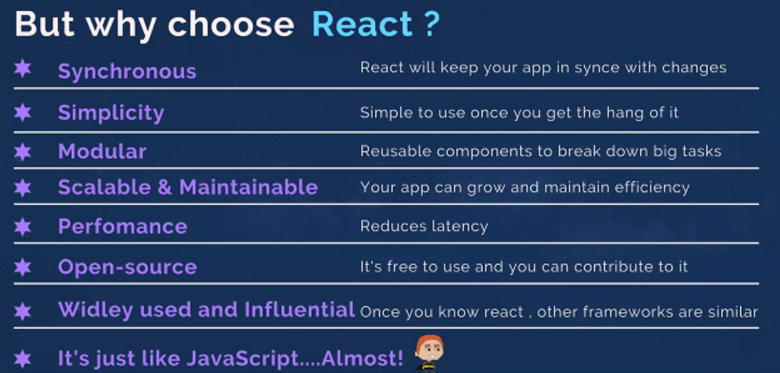 But why choose React ?
Synchronous React will keep your app in synce with changes
Simplicity Simple to use once you get the hang of it
Modular Reusable components to break down big tasks
Scalable & Maintainable Your app can grow and maintain efficiency
Perfomance Reduces latency
Open-source It's free to use and you can contribute to it
Widley used and Influential Once you know react , other frameworks are similar
It's just like JavaScript....Almost!